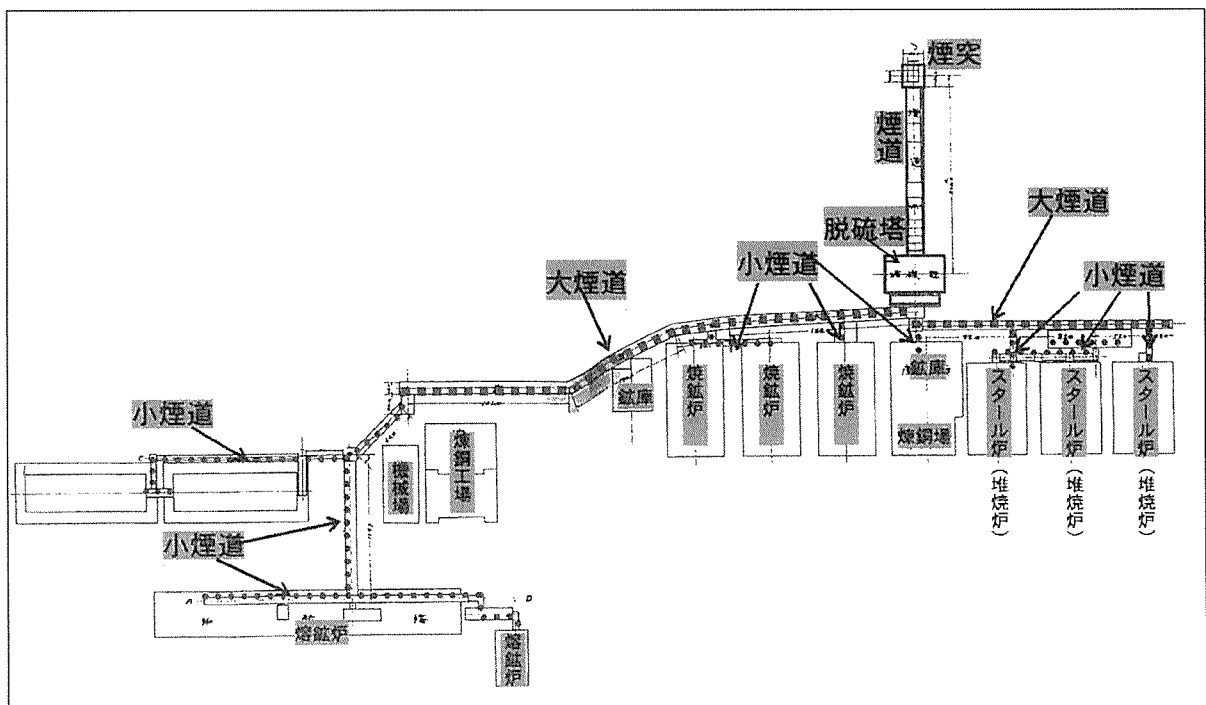 煙突
煙道
大煙道
脱硫塔
小煙道
小煙道
大煙道
鉱庫
焼鉱炉
焼鉱炉
焼鉱炉
鉱庫
煉銅場
スタール炉
(堆焼炉)
スタール炉
(堆焼炉)
スタール炉
(堆焼炉)
小煙道
機械場
煉銅工場
小煙道
熔鉱炉
熔鉱炉